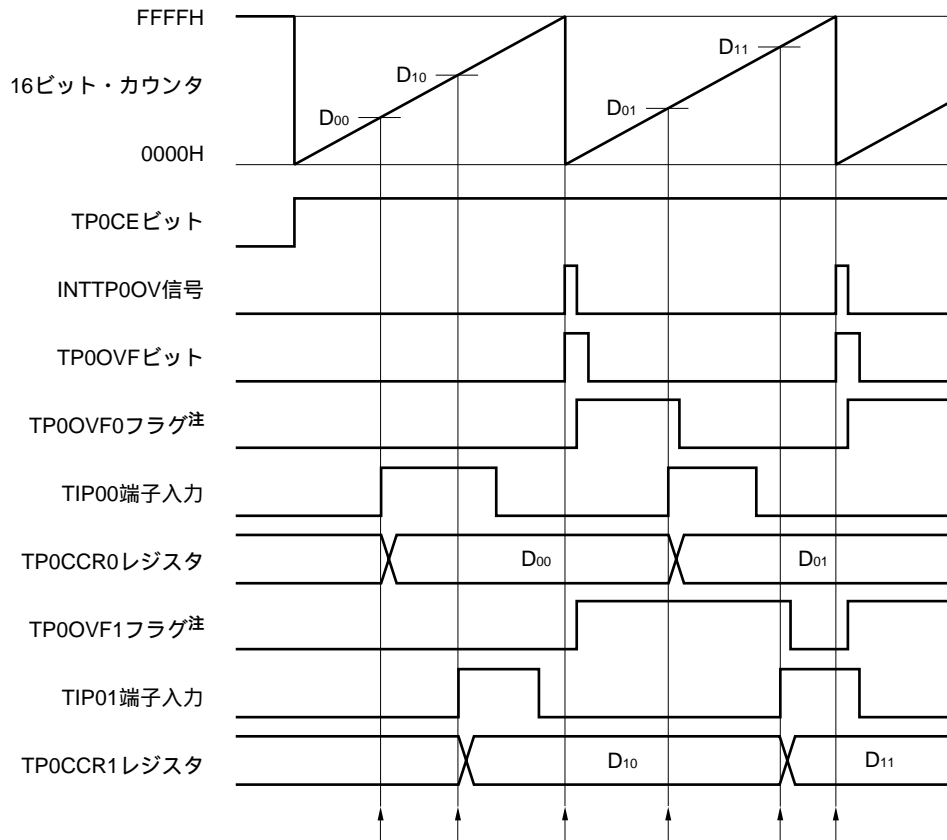 FFFFH
D11
D10
16ビット・カウンタ
D01
D00
0000H
TP0CEビット
INTTP0OV信号
TP0OVFビット
TP0OVF0フラグ注
TIP00端子入力
TP0CCR0レジスタ
D00
D01
TP0OVF1フラグ注
TIP01端子入力
TP0CCR1レジスタ
D10
D11